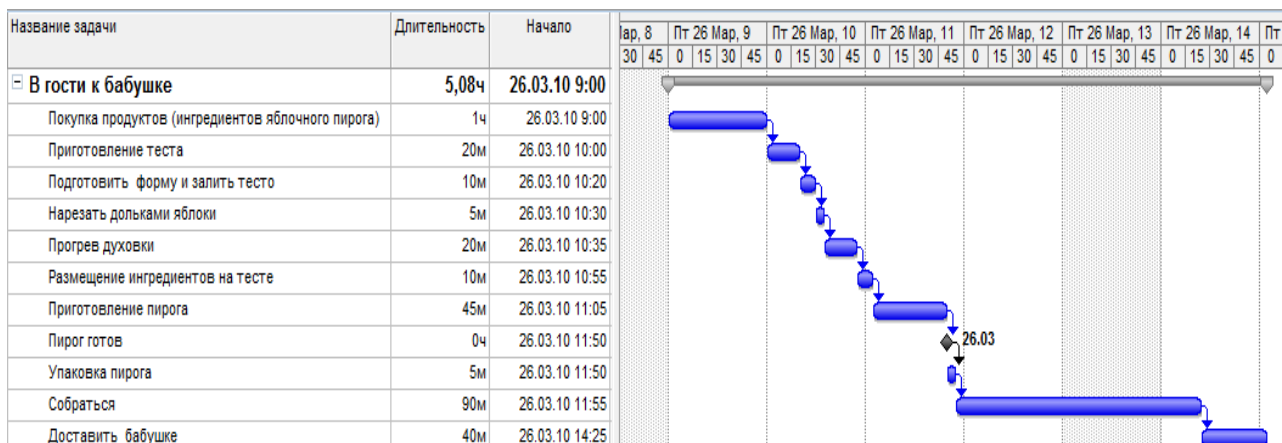 Название задачи Длительность Начало Мар, 8 Пт 26 Мар, 9 Пт 26 Мар, 10 Пт 26 Мар, 11 Пт 26 Мар, 12 Пт 26 Мар, 13 Пт 26 Мар, 14 Пт
30 45 0 15 30 45 0 15 30 45 0 15 30 45 0 15 30 45 0 15 30 45 0 15 30 45 0
В гости к бабушке 5,08ч 26.03.10 9:00
Покупка продуктов (ингредиентов яблочного пирога) 1ч 26.03.10 9:00
Приготовление теста 20м 26.03.10 10:00
Подготовить форму и залить тесто 10м 26.03.10 10:20
Нарезать дольками яблоки 5м 26.03.10 10:30
Прогрев духовки 20м 26.03.10 10:35
Размещение ингредиентов на тесте 10м 26.03.10 10:55
Приготовление пирога 45м 26.03.10 11:05
Пирог готов 0ч 26.03.10 11:50 26.03
Упаковка пирога 5м 26.03.10 11:50
Собраться 90м 26.03.10 11:55
Доставить бабушке 40м 26.03.10 14:25